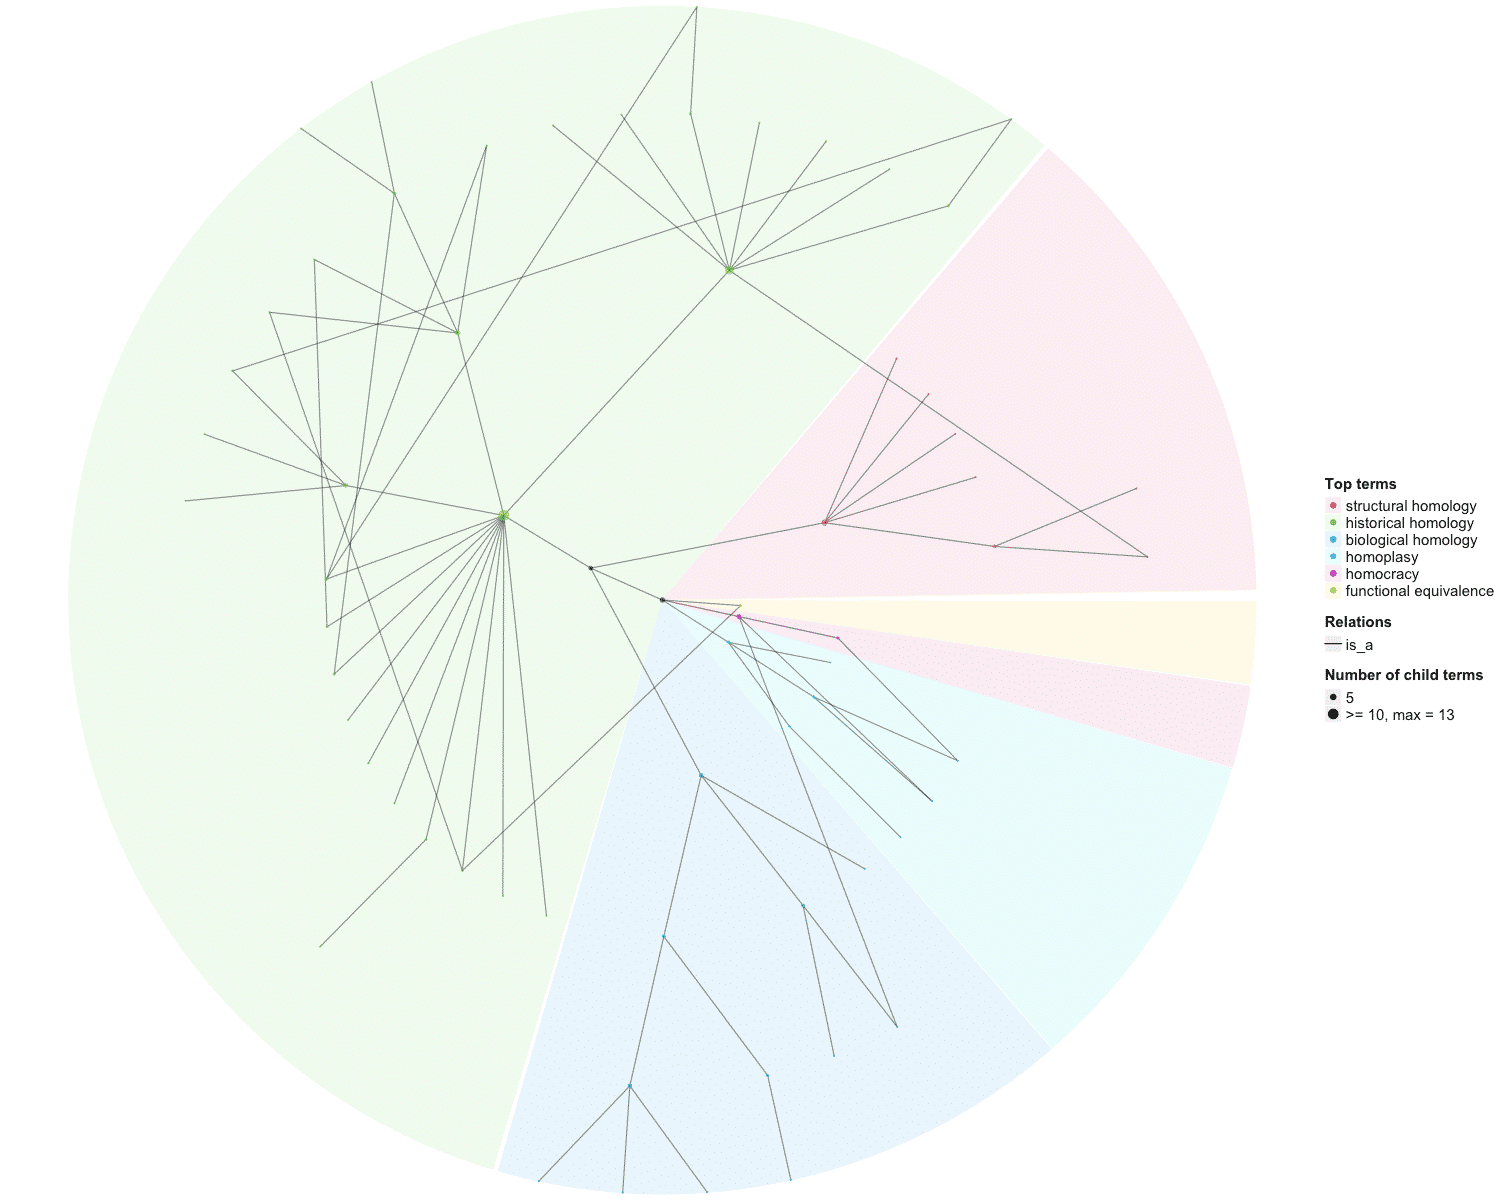 Top terms
structural homology
historical homology
biological homology
homoplasy
homocracy
functional equivalence
Relations
is_a
Number of child terms
5
>= 10, max = 13